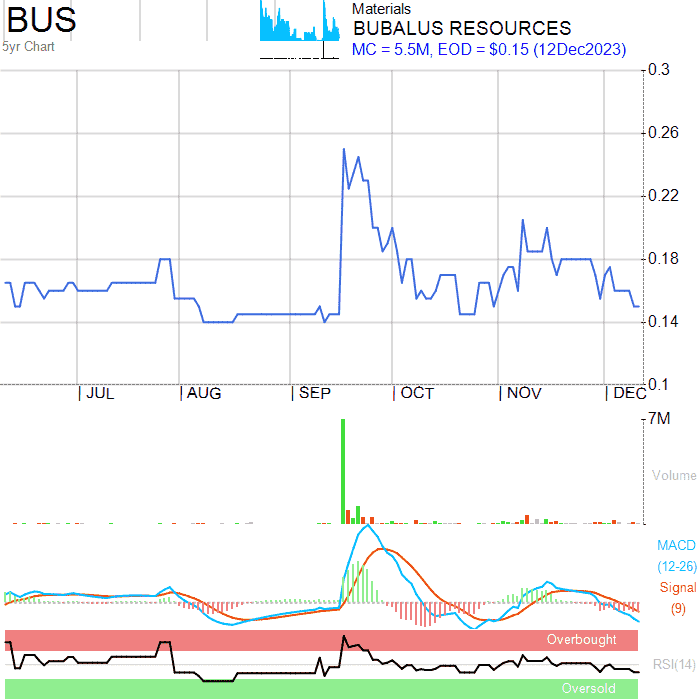 BUS
5yr Chart
Materials
BUBALUS RESOURCES
MC = 5.5M, EOD = $0.15 (12Dec2023)
0.3
0.26
0.22
0.18
0.14
0.1
JUL AUG SEP OCT NOV DEC
7M
Volume
MACD
(12-26)
Signal
(9)
Overbought
RSI(14)
Oversold